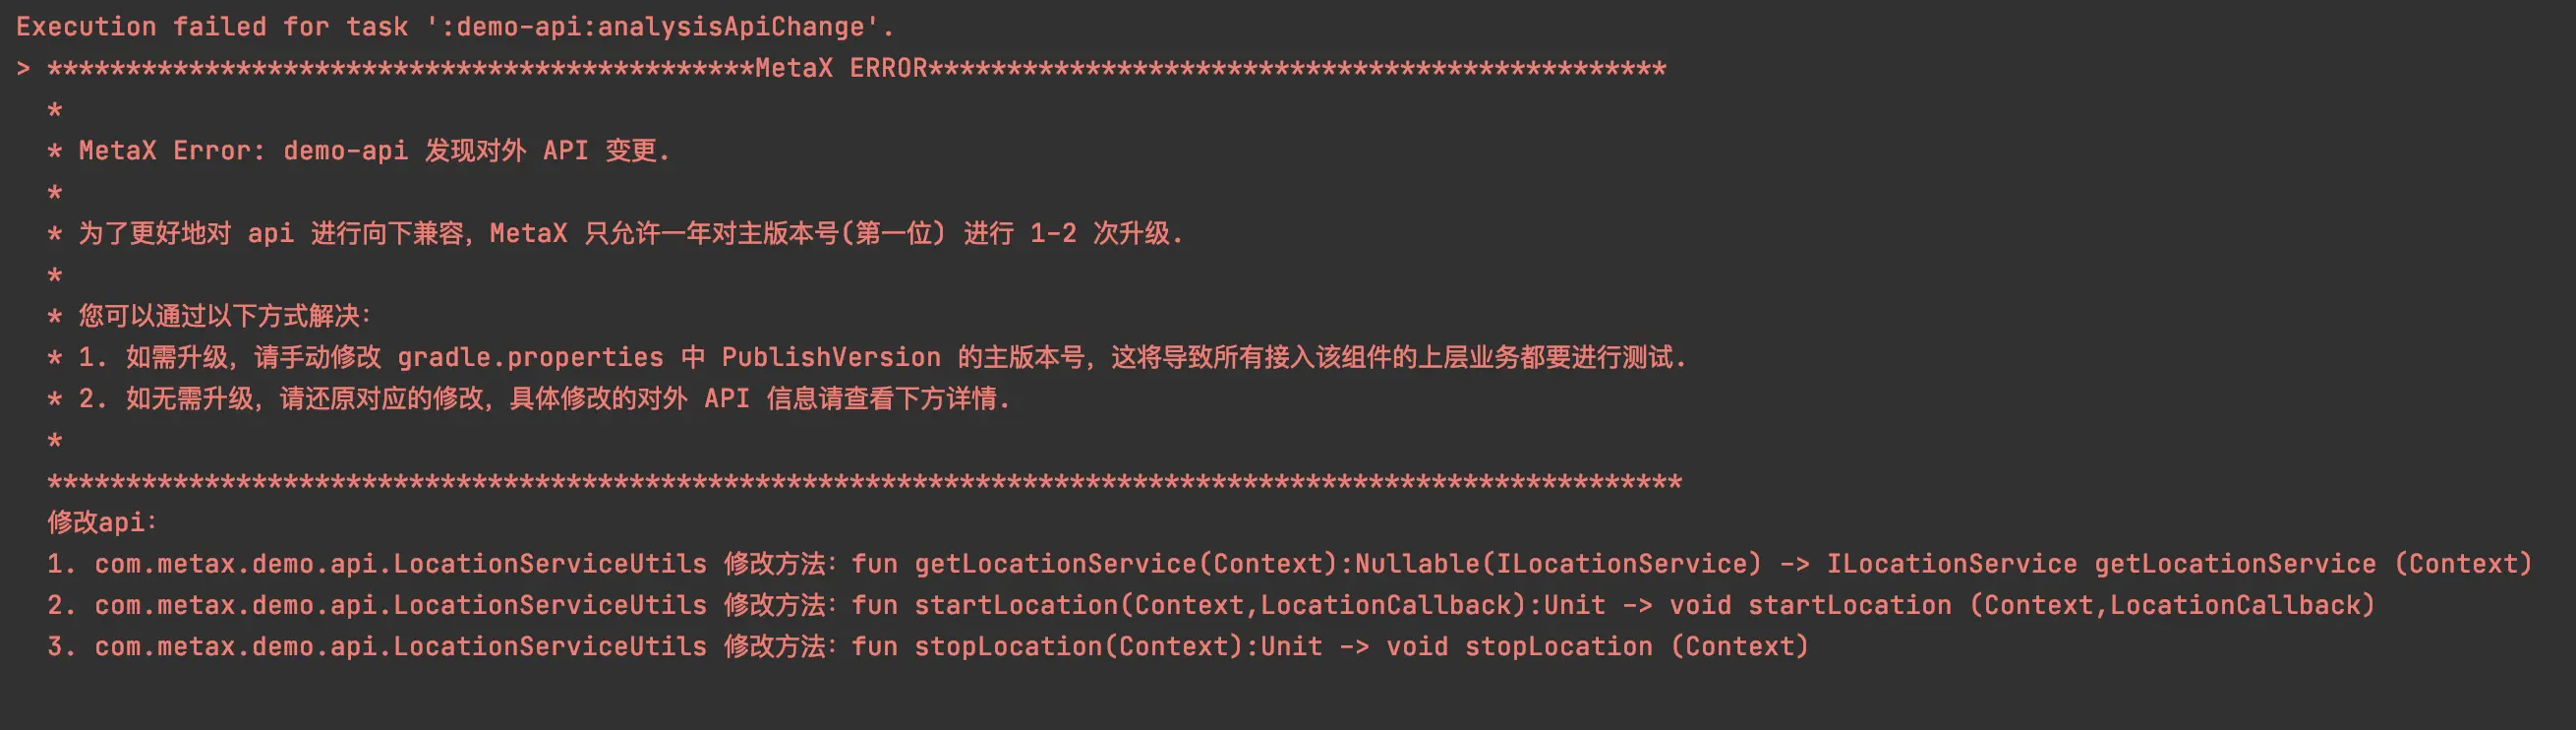 Execution failed for task ':demo-api:analysisApiChange'.
> *********************************************MetaX ERROR***********************************************
*
* MetaX Error: demo-api 发现对外 API 变更.
*
* 为了更好地对 api 进行向下兼容，MetaX 只允许一年对主版本号(第一位) 进行 1-2 次升级.
*
* 您可以通过以下方式解决：
* 1. 如需升级，请手动修改 gradle.properties 中 PublishVersion 的主版本号，这将导致所有接入该组件的上层业务都要进行测试.
* 2. 如无需升级，请还原对应的修改，具体修改的对外 API 信息请查看下方详情.
*
********************************************************************************************************
修改api：
1. com.metax.demo.api.LocationServiceUtils 修改方法：fun getLocationService(Context):Nullable(ILocationService) -> ILocationService getLocationService (Context)
2. com.metax.demo.api.LocationServiceUtils 修改方法：fun startLocation(Context,LocationCallback):Unit -> void startLocation (Context,LocationCallback)
3. com.metax.demo.api.LocationServiceUtils 修改方法：fun stopLocation(Context):Unit -> void stopLocation (Context)